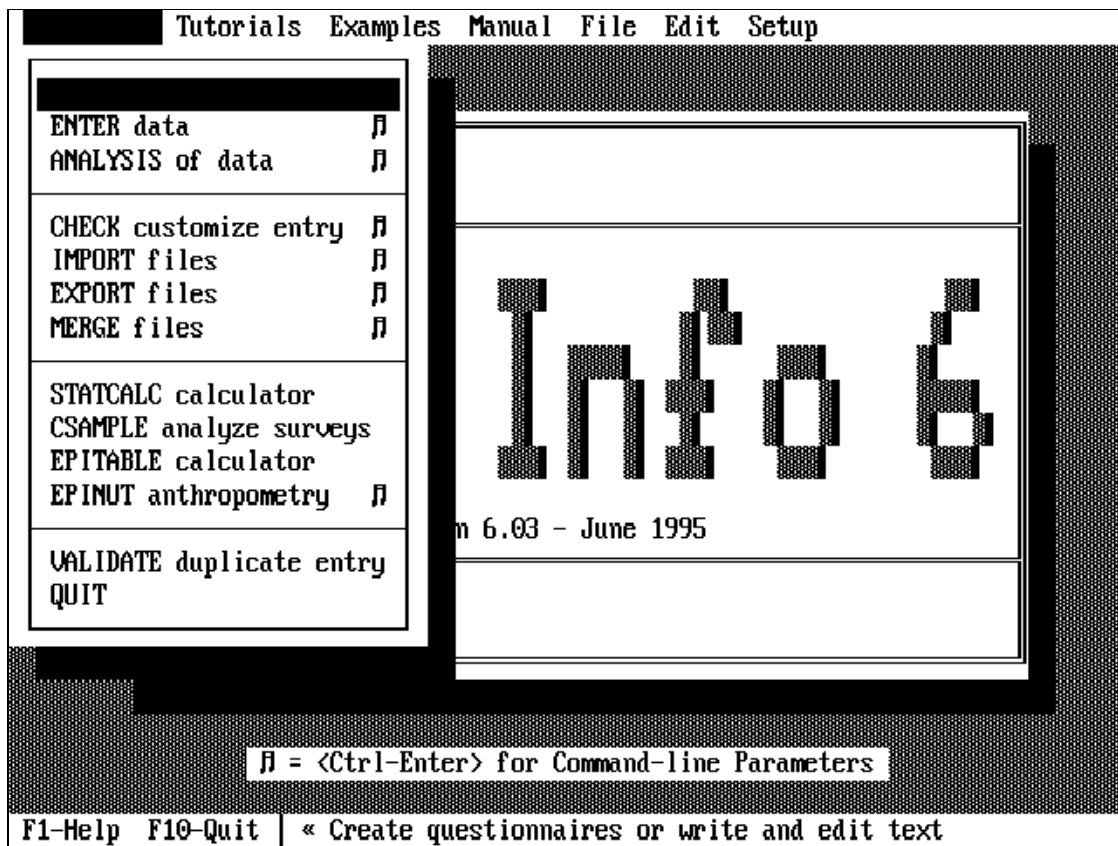 Tutorials Examples Manual File Edit Setup
ENTER data ♫
ANALYSIS of data ♫
CHECK customize entry ♫
IMPORT files ♫
EXPORT files ♫
MERGE files ♫
STATCALC calculator
CSAMPLE analyze surveys
EPITABLE calculator
EPINUT anthropometry ♫
VALIDATE duplicate entry
QUIT
Info 6
6.03 - June 1995
♫ = <Ctrl-Enter> for Command-line Parameters
F1-Help F10-Quit │ « Create questionnaires or write and edit text